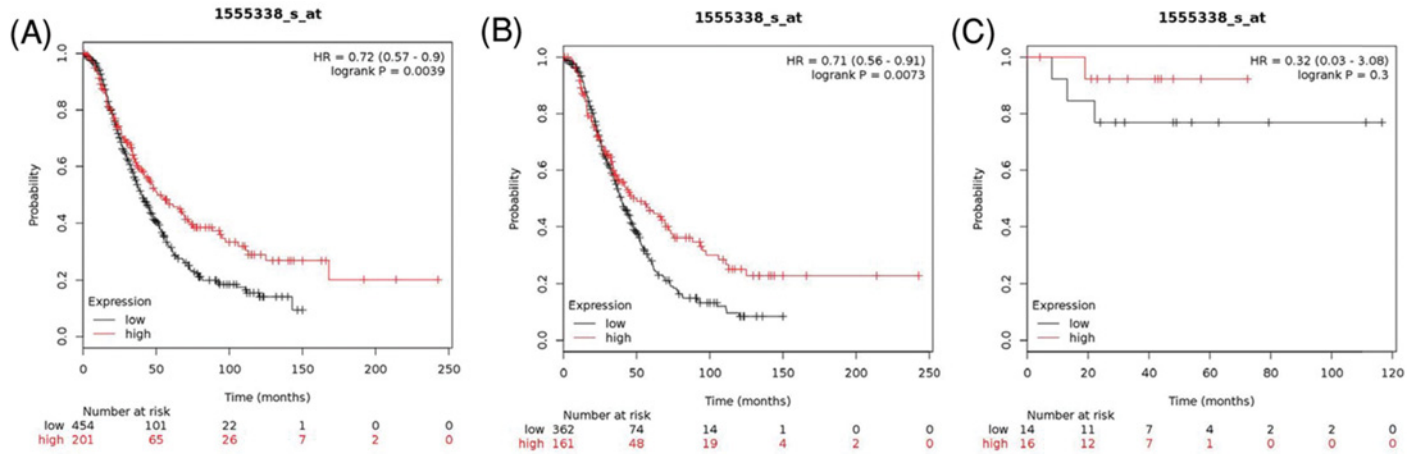 (A)
1555338_s_at
HR = 0.72 (0.57 - 0.9)
logrank P = 0.0039
Probability
1.0
0.8
0.6
0.4
0.2
0.0
Expression
low
high
0 50 100 150 200 250
Time (months)
Number at risk
low 454 101 22 1 0 0
high 201 65 26 7 2 0
(B)
1555338_s_at
HR = 0.71 (0.56 - 0.91)
logrank P = 0.0073
Probability
1.0
0.8
0.6
0.4
0.2
0.0
Expression
low
high
0 50 100 150 200 250
Time (months)
Number at risk
low 362 74 14 1 0 0
high 161 48 19 4 2 0
(C)
1555338_s_at
HR = 0.32 (0.03 - 3.08)
logrank P = 0.3
Probability
1.0
0.8
0.6
0.4
0.2
0.0
Expression
low
high
0 20 40 60 80 100 120
Time (months)
Number at risk
low 14 11 7 4 2 2 0
high 16 12 7 1 0 0 0